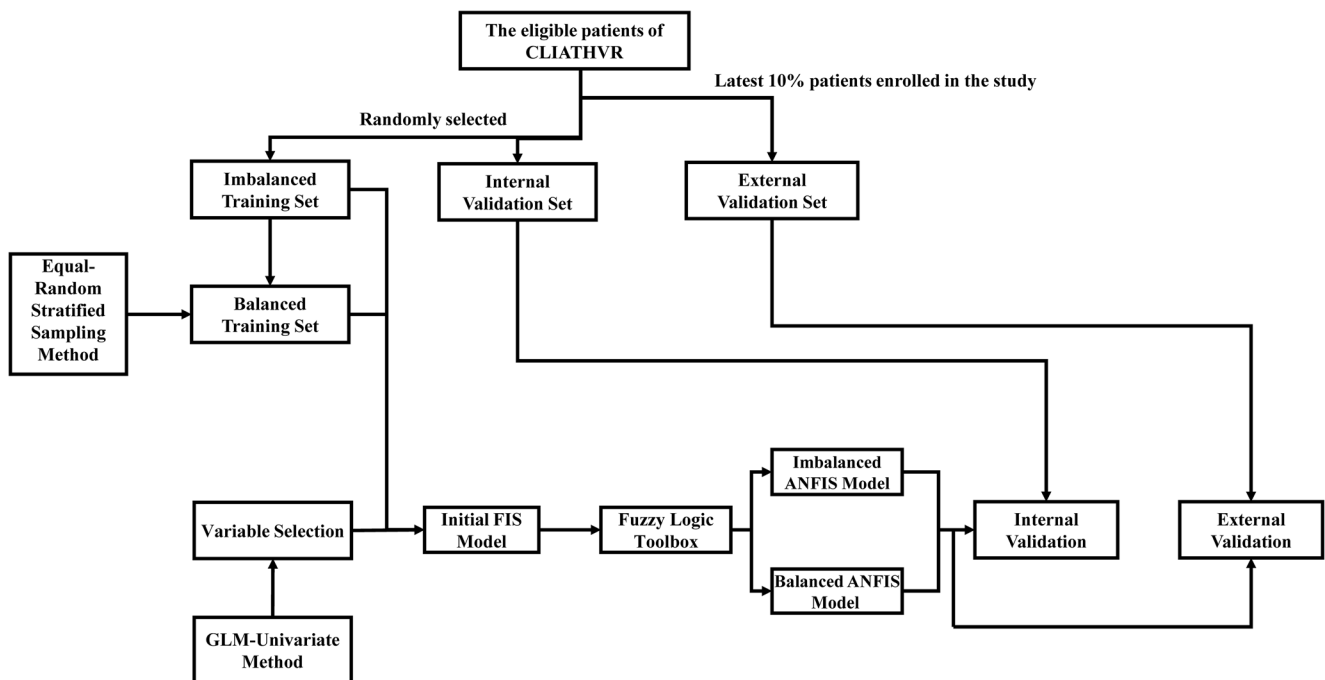 The eligible patients of
CLIATHVR
Latest 10% patients enrolled in the study
Randomly selected
Imbalanced
Training Set
Internal
Validation Set
External
Validation Set
Equal-
Random
Stratified
Sampling
Method
Balanced
Training Set
Imbalanced
ANFIS Model
Variable Selection
Initial FIS
Model
Fuzzy Logic
Toolbox
Internal
Validation
External
Validation
Balanced ANFIS
Model
GLM-Univariate
Method